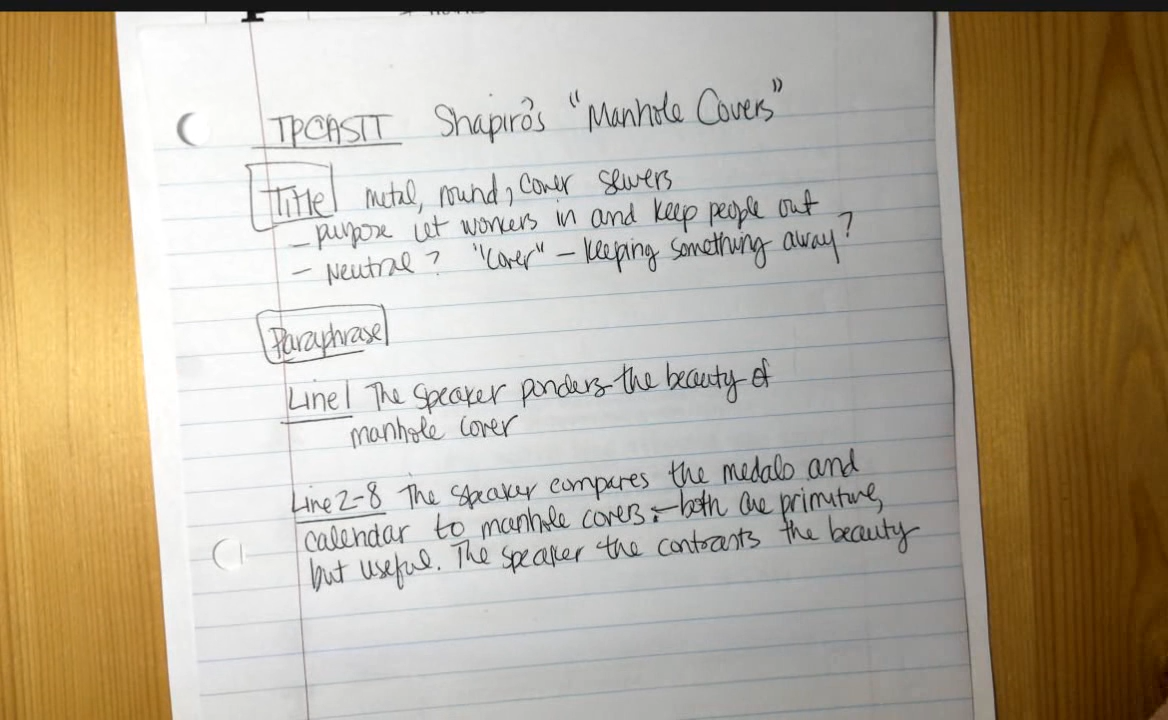 TPCASTT Shapiro's "Manhole Covers"
Title metal, round, cover sewers
- purpose let workers in and keep people out
- Neutral? "Cover" - keeping something away?
Paraphrase
Line 1 The speaker ponders the beauty of
manhole cover
Line 2-8 The speaker compares the medals and
calendar to manhole covers - both are primitive,
but useful. The speaker the contrasts the beauty